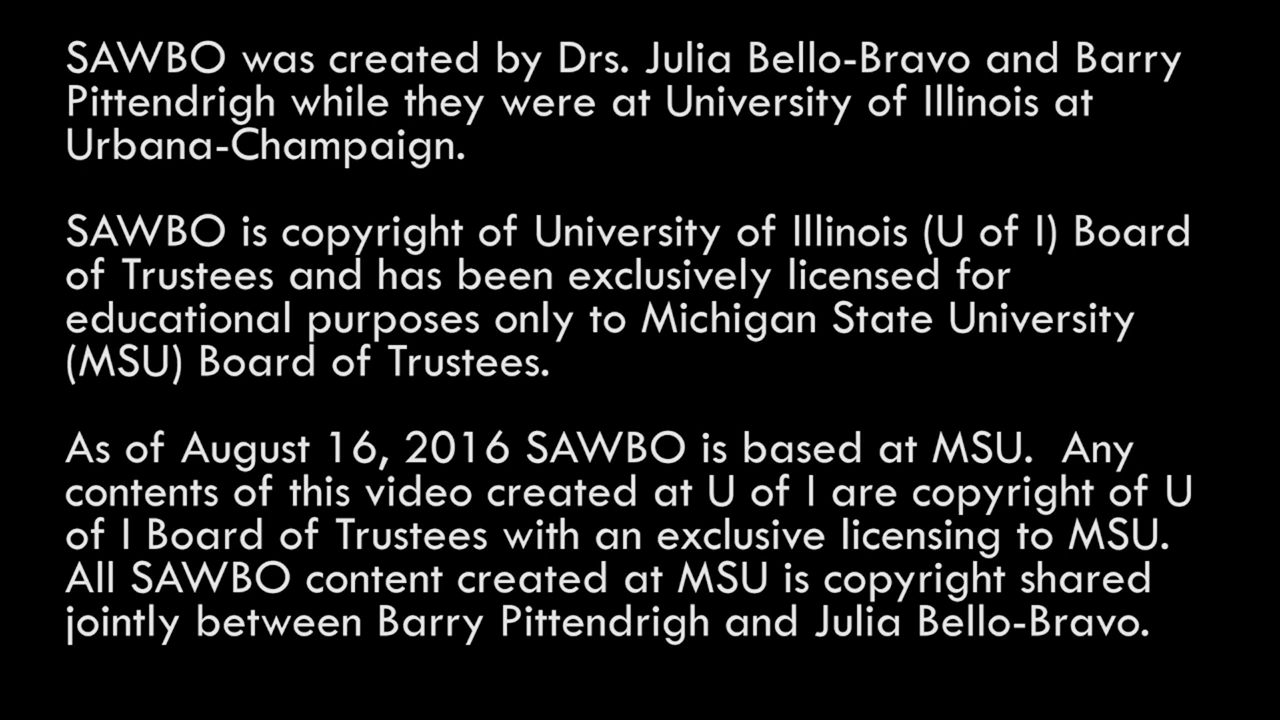 SAWBO was created by Drs. Julia Bello-Bravo and Barry
Pittendrigh while they were at University of Illinois at
Urbana-Champaign.
SAWBO is copyright of University of Illinois (U of I) Board
of Trustees and has been exclusively licensed for
educational purposes only to Michigan State University
(MSU) Board of Trustees.
As of August 16, 2016 SAWBO is based at MSU.  Any
contents of this video created at U of I are copyright of U
of I Board of Trustees with an exclusive licensing to MSU.
All SAWBO content created at MSU is copyright shared
jointly between Barry Pittendrigh and Julia Bello-Bravo.